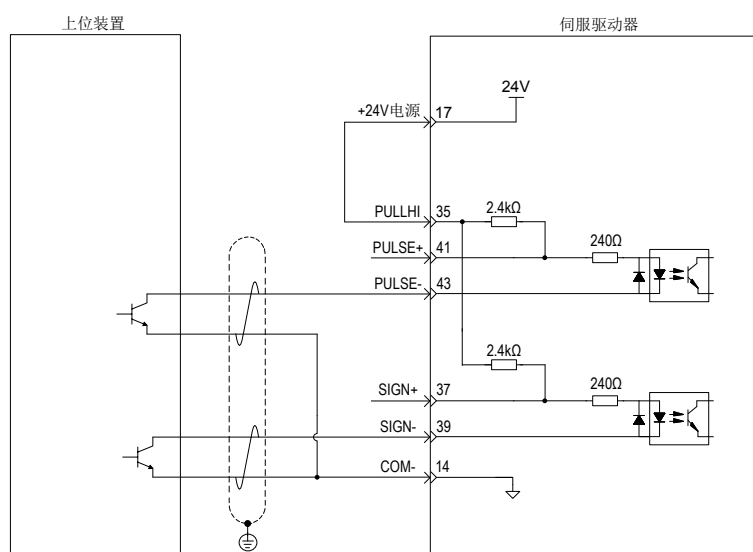 上位装置
伺服驱动器
24V
+24V电源 17
PULLHI 35 2.4kΩ
PULSE+ 41 240Ω
PULSE- 43
2.4kΩ
SIGN+ 37 240Ω
SIGN- 39
COM- 14